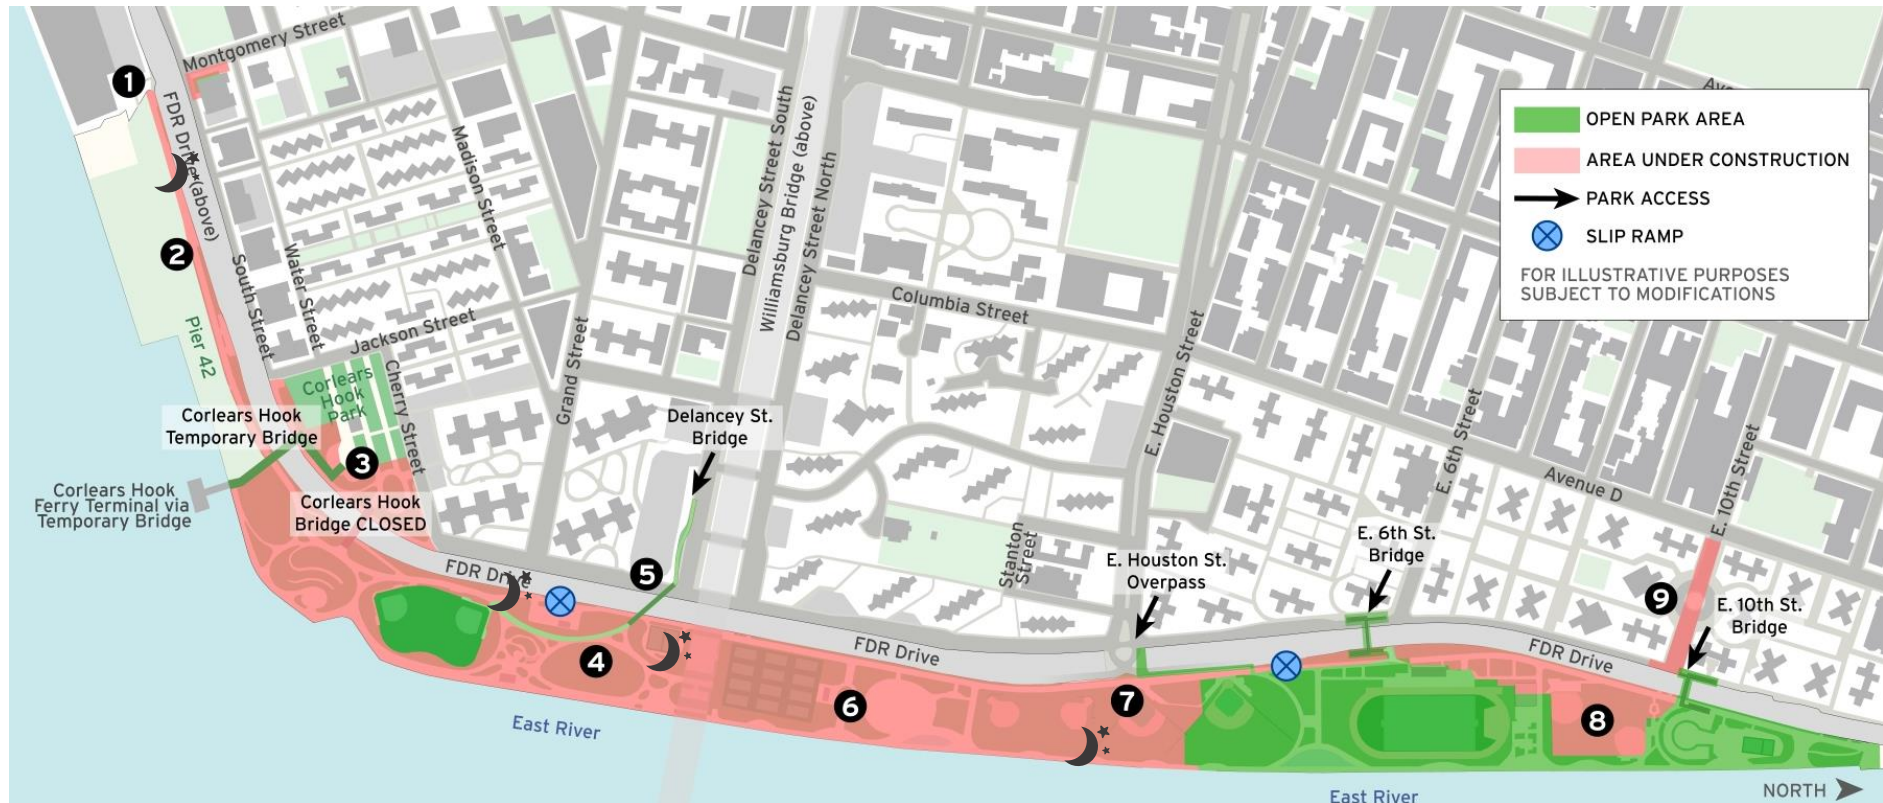 Montgomery Street
1
FDR Drive (above)
2
Madison Street
Water Street
South Street
Pier 42
Jackson Street
Corlears
Hook
Park
Cherry Street
Grand Street
Corlears Hook
Temporary Bridge
3
Corlears Hook
Ferry Terminal via
Temporary Bridge
Corlears Hook
Bridge CLOSED
Delancey Street South
Williamsburg Bridge (above)
Delancey Street North
Columbia Street
Delancey St.
Bridge
5
FDR Drive
4
6
East River
FDR Drive
Stanton
Street
E. Houston Street
E. Houston St.
Overpass
7
E. 6th Street
E. 6th St.
Bridge
Avenue D
E. 10th Street
9
E. 10th St.
Bridge
FDR Drive
8
East River
NORTH
OPEN PARK AREA
AREA UNDER CONSTRUCTION
PARK ACCESS
SLIP RAMP
FOR ILLUSTRATIVE PURPOSES
SUBJECT TO MODIFICATIONS